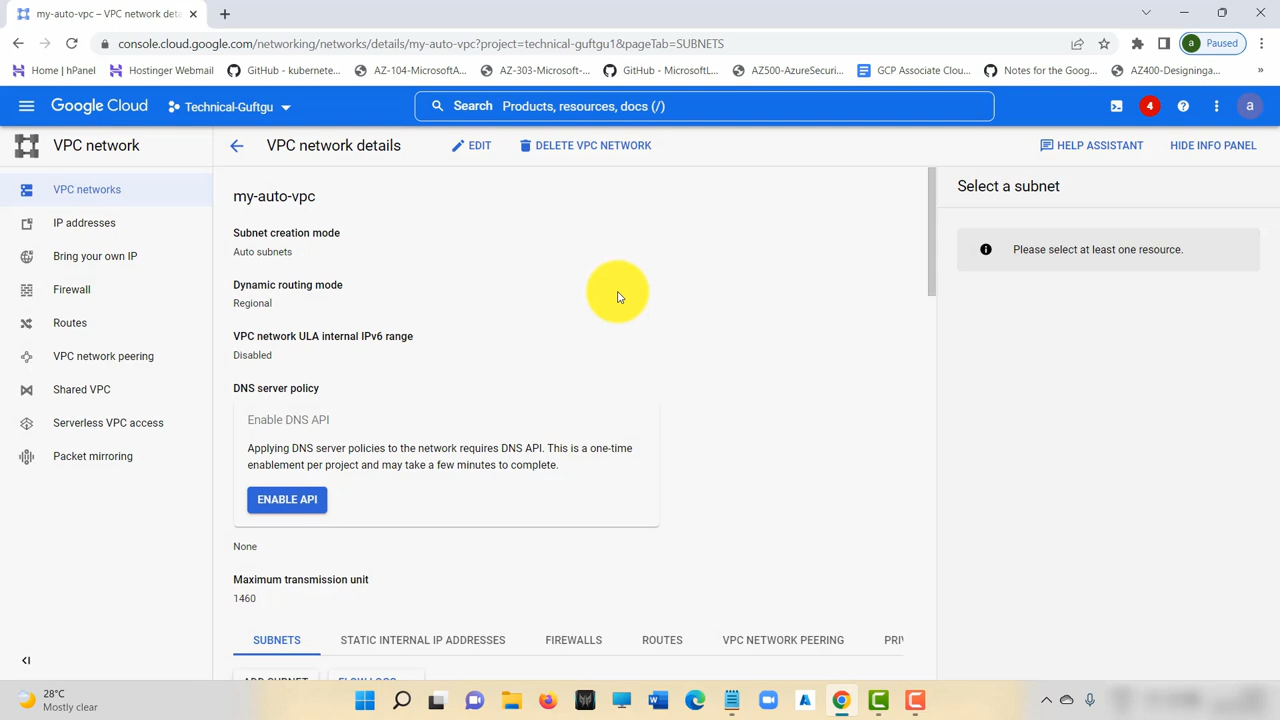 my-auto-vpc – VPC network deta
console.cloud.google.com/networking/networks/details/my-auto-vpc?project=technical-guftgu1&pageTab=SUBNETS
a Paused
Home | hPanel
Hostinger Webmail
GitHub - kubernete...
AZ-104-MicrosoftA...
AZ-303-Microsoft-...
GitHub - MicrosoftL...
AZ500-AzureSecuri...
GCP Associate Clou...
Notes for the Goog...
AZ400-Designinga...
»
Google Cloud
Technical-Guftgu
Search Products, resources, docs (/)
4
a
VPC network
VPC network details
EDIT
DELETE VPC NETWORK
HELP ASSISTANT
HIDE INFO PANEL
VPC networks
IP addresses
Bring your own IP
Firewall
Routes
VPC network peering
Shared VPC
Serverless VPC access
Packet mirroring
my-auto-vpc
Subnet creation mode
Auto subnets
Dynamic routing mode
Regional
VPC network ULA internal IPv6 range
Disabled
DNS server policy
Enable DNS API
Applying DNS server policies to the network requires DNS API. This is a one-time
enablement per project and may take a few minutes to complete.
ENABLE API
None
Maximum transmission unit
1460
SUBNETS
STATIC INTERNAL IP ADDRESSES
FIREWALLS
ROUTES
VPC NETWORK PEERING
PRIV
ADD SUBNET
FLOW LOGS
Select a subnet
Please select at least one resource.
28°C
Mostly clear